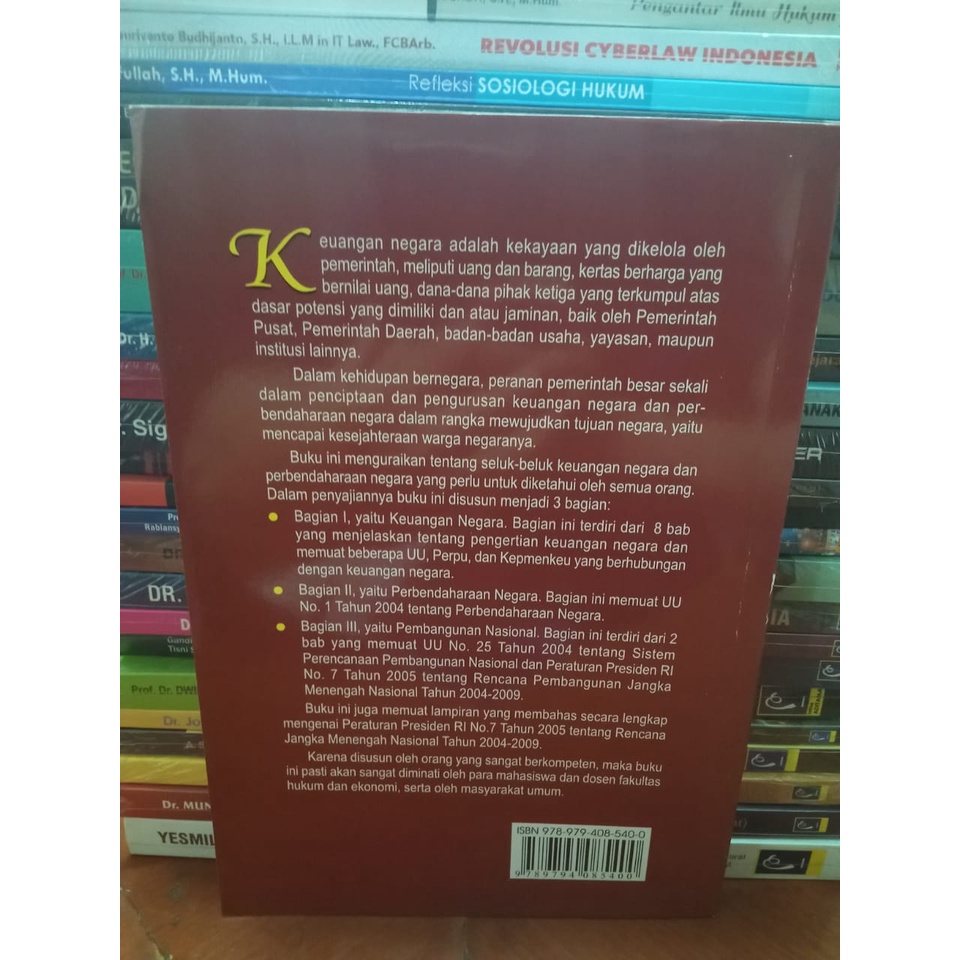 Pengantar Ilmu Hukum
Budhijanto, S.H., I.L.M in IT Law., FCBArb.
REVOLUSI CYBERLAW INDONESIA
S.H., M.Hum.
Refleksi SOSIOLOGI HUKUM
Keuangan negara adalah kekayaan yang dikelola oleh
pemerintah, meliputi uang dan barang, kertas berharga yang
bernilai uang, dana-dana pihak ketiga yang terkumpul atas
dasar potensi yang dimiliki dan atau jaminan, baik oleh Pemerintah
Pusat, Pemerintah Daerah, badan-badan usaha, yayasan, maupun
institusi lainnya.
Dalam kehidupan bernegara, peranan pemerintah besar sekali
dalam penciptaan dan pengurusan keuangan negara dan per-
bendaharaan negara dalam rangka mewujudkan tujuan negara, yaitu
mencapai kesejahteraan warga negaranya.
Buku ini menguraikan tentang seluk-beluk keuangan negara dan
perbendaharaan negara yang perlu untuk diketahui oleh semua orang.
Dalam penyajiannya buku ini disusun menjadi 3 bagian:
• Bagian I, yaitu Keuangan Negara. Bagian ini terdiri dari 8 bab
yang menjelaskan tentang pengertian keuangan negara dan
memuat beberapa UU, Perpu, dan Kepmenkeu yang berhubungan
dengan keuangan negara.
• Bagian II, yaitu Perbendaharaan Negara. Bagian ini memuat UU
No. 1 Tahun 2004 tentang Perbendaharaan Negara.
• Bagian III, yaitu Pembangunan Nasional. Bagian ini terdiri dari 2
bab yang memuat UU No. 25 Tahun 2004 tentang Sistem
Perencanaan Pembangunan Nasional dan Peraturan Presiden RI
No. 7 Tahun 2005 tentang Rencana Pembangunan Jangka
Menengah Nasional Tahun 2004-2009.
Buku ini juga memuat lampiran yang membahas secara lengkap
mengenai Peraturan Presiden RI No.7 Tahun 2005 tentang Rencana
Jangka Menengah Nasional Tahun 2004-2009.
Karena disusun oleh orang yang sangat berkompeten, maka buku
ini pasti akan sangat diminati oleh para mahasiswa dan dosen fakultas
hukum dan ekonomi, serta oleh masyarakat umum.
ISBN 978-979-408-540-0
9 789794 085400
Dr. H.
Sig
DR.
Prof. Dr. DWI
Dr. Jo
Dr. MUN
YESMIL